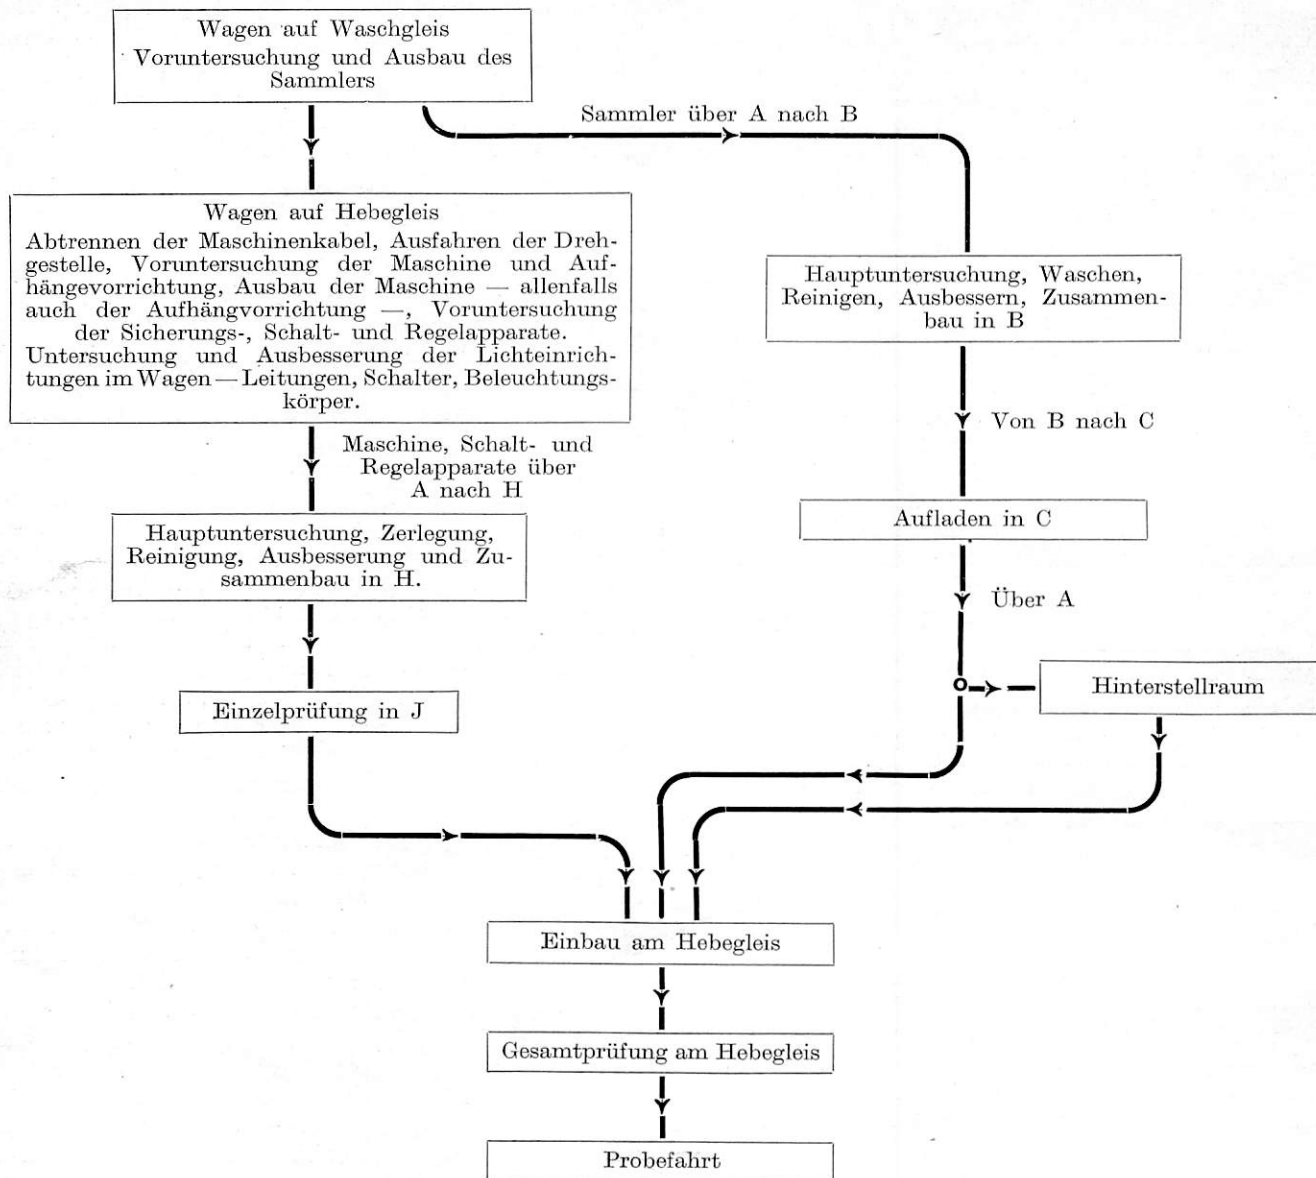 Wagen auf Waschgleis
Voruntersuchung und Ausbau des
Sammlers
Sammler über A nach B
Wagen auf Hebegleis
Abtrennen der Maschinenkabel, Ausfahren der Dreh-
gestelle, Voruntersuchung der Maschine und Auf-
hängevorrichtung, Ausbau der Maschine — allenfalls
auch der Aufhängvorrichtung —, Voruntersuchung
der Sicherungs-, Schalt- und Regelapparate.
Untersuchung und Ausbesserung der Lichteinrich-
tungen im Wagen — Leitungen, Schalter, Beleuchtungs-
körper.
Hauptuntersuchung, Waschen,
Reinigen, Ausbessern, Zusammen-
bau in B
Von B nach C
Maschine, Schalt- und
Regelapparate über
A nach H
Aufladen in C
Hauptuntersuchung, Zerlegung,
Reinigung, Ausbesserung und Zu-
sammenbau in H.
Über A
Hinterstellraum
Einzelprüfung in J
Einbau am Hebegleis
Gesamtprüfung am Hebegleis
Probefahrt